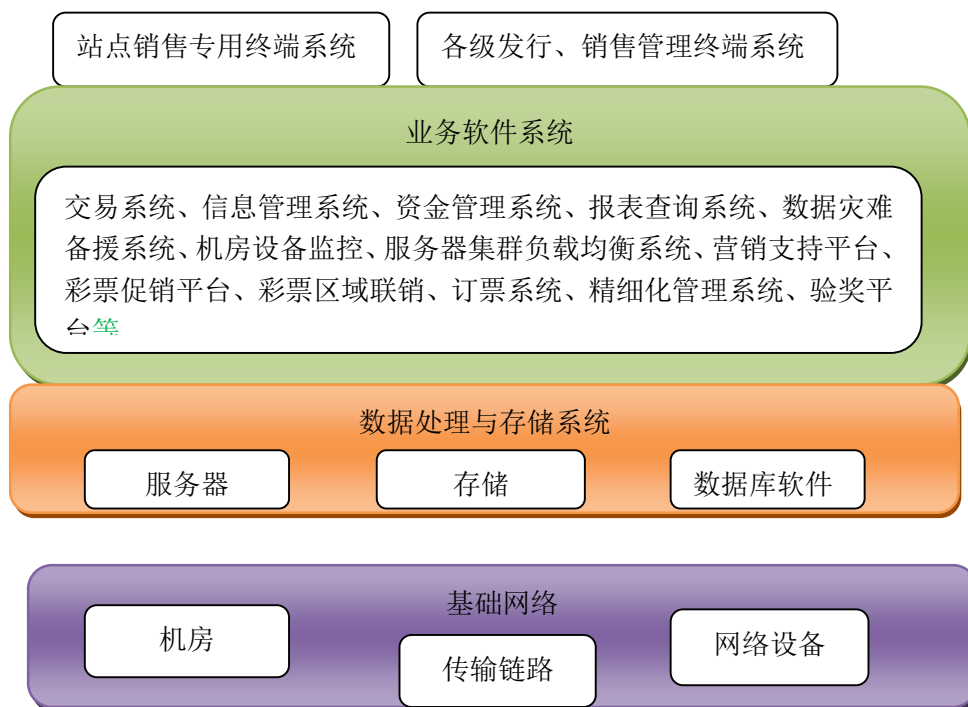 站点销售专用终端系统
各级发行、销售管理终端系统
业务软件系统
交易系统、信息管理系统、资金管理系统、报表查询系统、数据灾难
备援系统、机房设备监控、服务器集群负载均衡系统、营销支持平台、
彩票促销平台、彩票区域联销、订票系统、精细化管理系统、验奖平
台等
数据处理与存储系统
服务器
存储
数据库软件
基础网络
机房
传输链路
网络设备